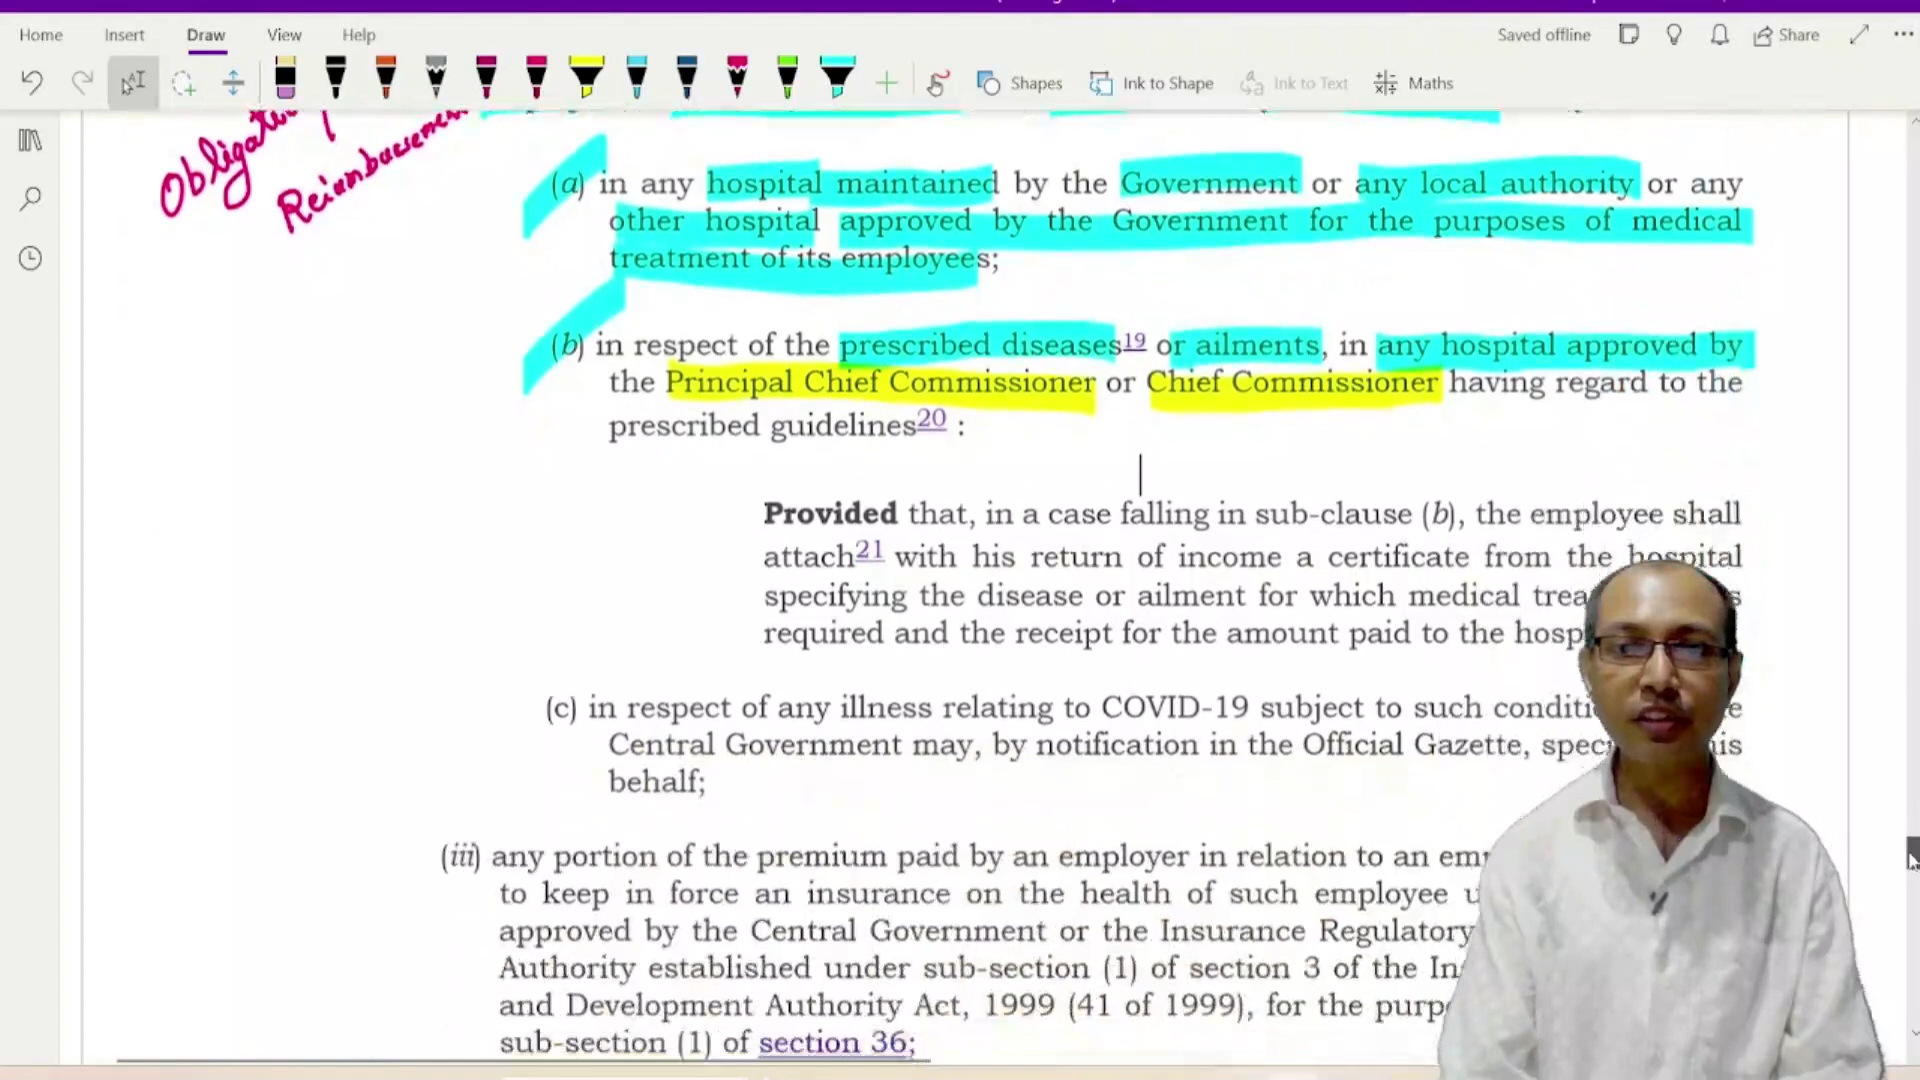 Home Insert Draw View Help Saved offline Share
Shapes Ink to Shape Ink to Text Maths
Reimbursement
(a) in any hospital maintained by the Government or any local authority or any
other hospital approved by the Government for the purposes of medical
treatment of its employees;
(b) in respect of the prescribed diseases19 or ailments, in any hospital approved by
the Principal Chief Commissioner or Chief Commissioner having regard to the
prescribed guidelines20 :
Provided that, in a case falling in sub-clause (b), the employee shall
attach21 with his return of income a certificate from the hospital
specifying the disease or ailment for which medical
required and the receipt for the amount paid to the
(c) in respect of any illness relating to COVID-19 subject to such
Central Government may, by notification in the Official Gazette,
behalf;
(iii) any portion of the premium paid by an employer in relation to an
to keep in force an insurance on the health of such employee
approved by the Central Government or the Insurance Regulatory
Authority established under sub-section (1) of section 3 of the
and Development Authority Act, 1999 (41 of 1999), for the
sub-section (1) of section 36;